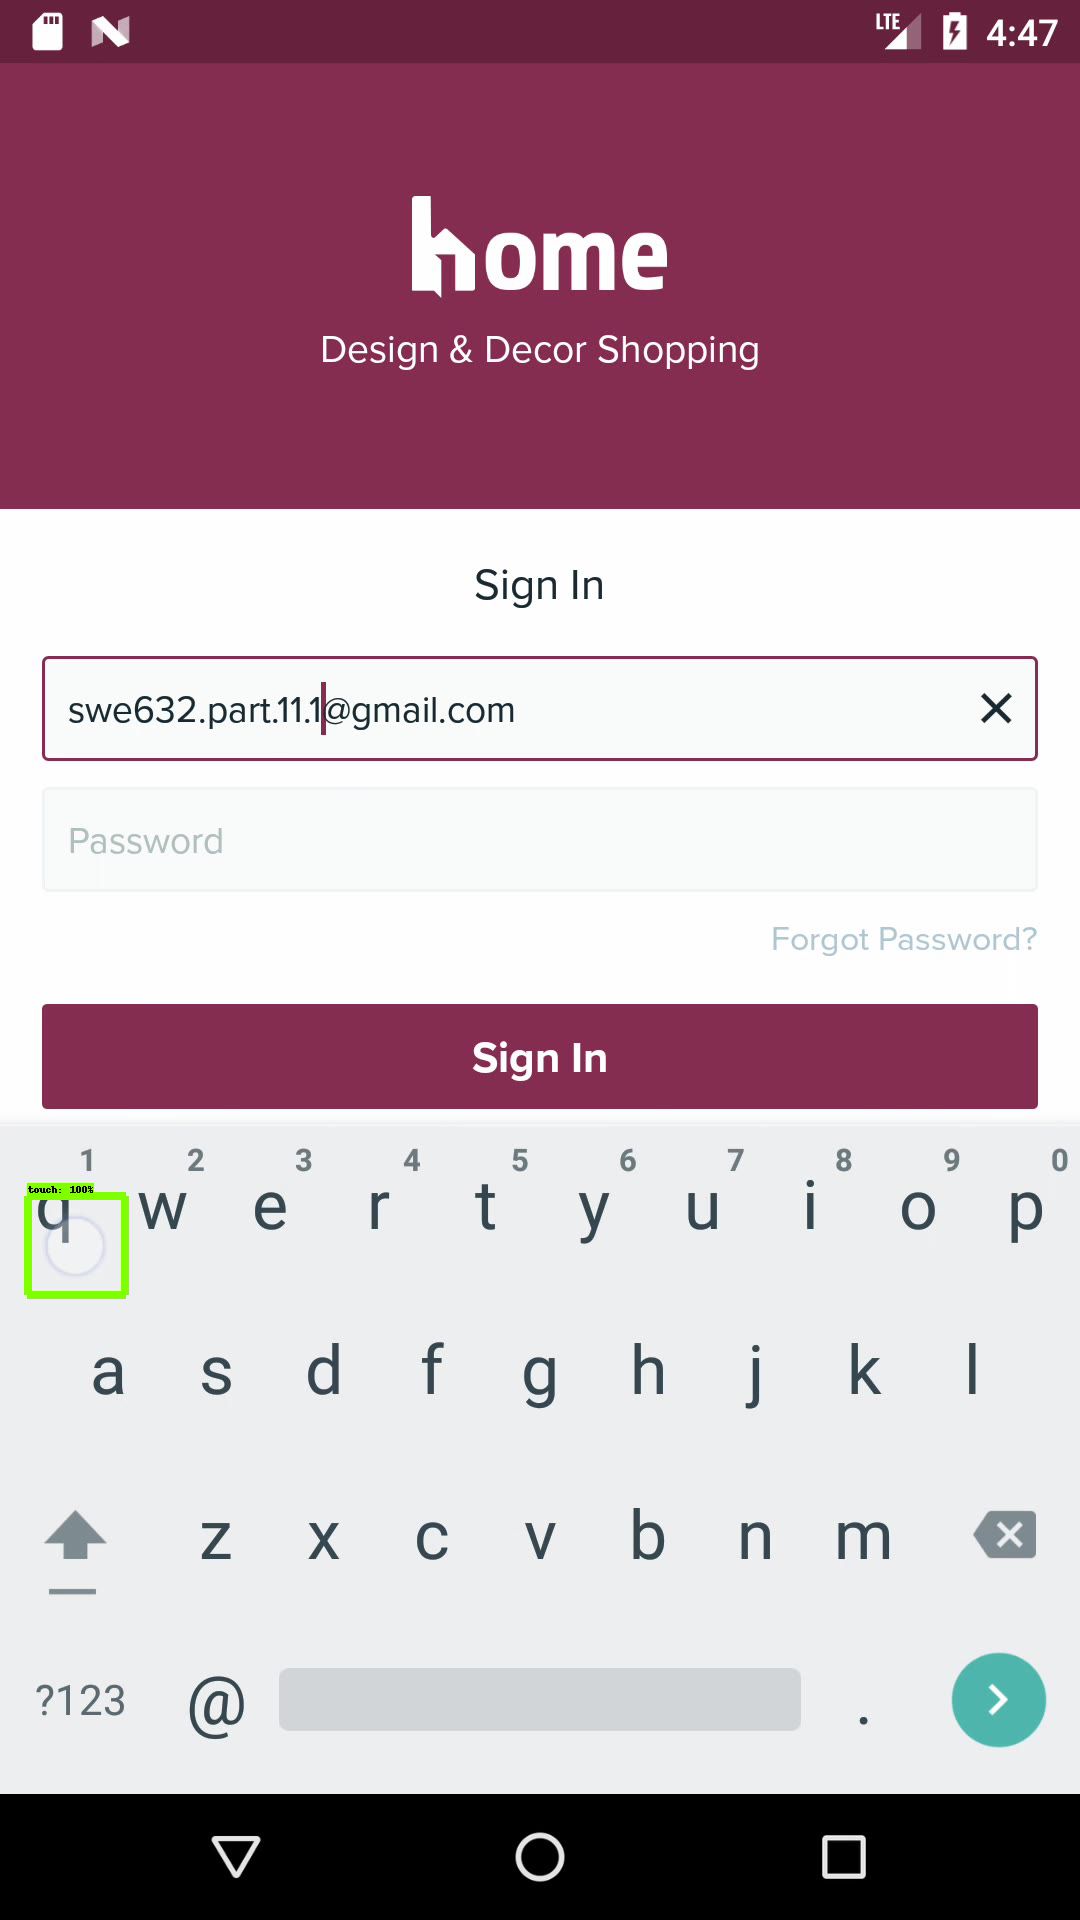 LTE 4:47
home
Design & Decor Shopping
Sign In
swe632.part.11.1@gmail.com
Password
Forgot Password?
Sign In
1 2 3 4 5 6 7 8 9 0
touch: 100%
q w e r t y u i o p
a s d f g h j k l
z x c v b n m
?123 @ .